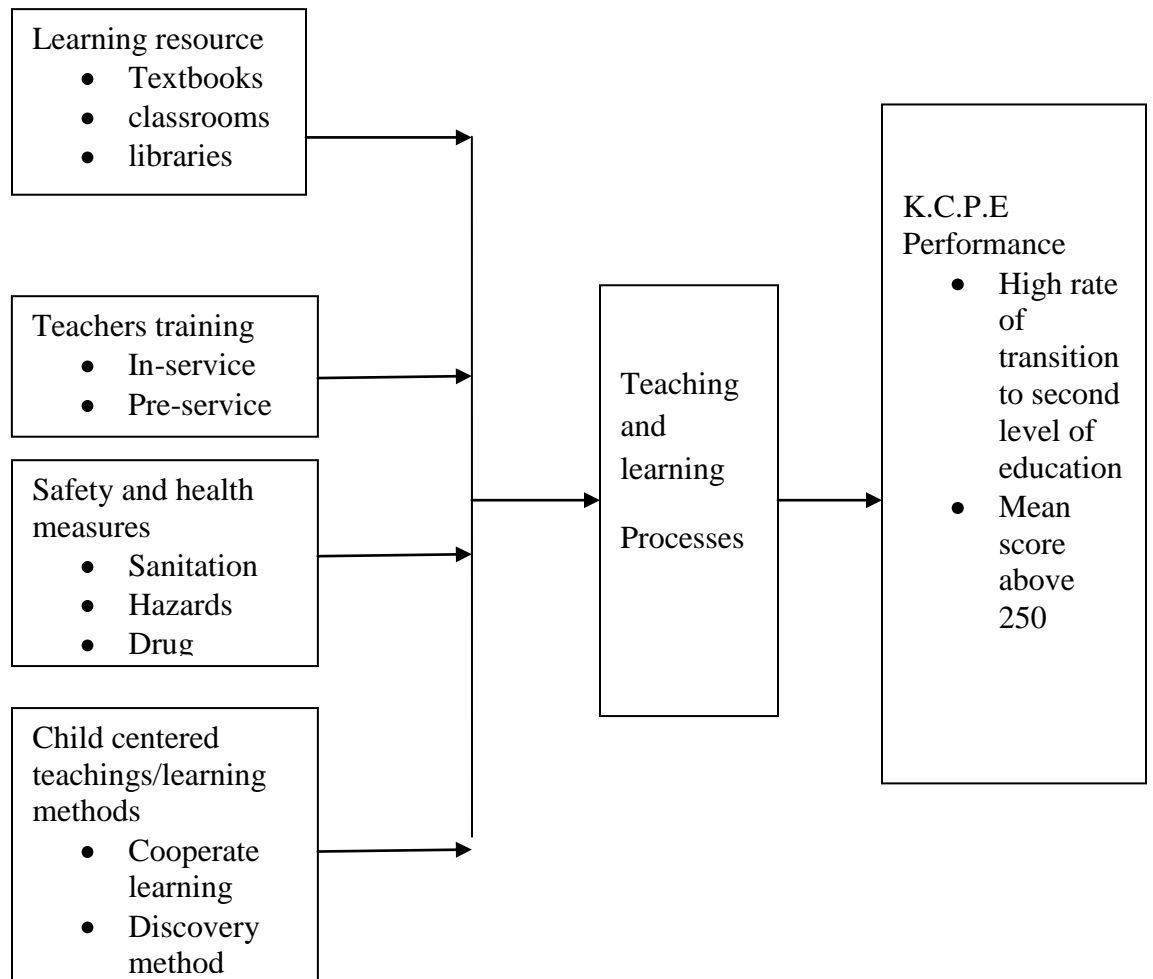 Learning resource
• Textbooks
• classrooms
• libraries
Teachers training
• In-service
• Pre-service
Safety and health
measures
• Sanitation
• Hazards
• Drug
Child centered
teachings/learning
methods
• Cooperate
learning
• Discovery
method
Teaching
and
learning
Processes
K.C.P.E
Performance
• High rate
of
transition
to second
level of
education
• Mean
score
above
250